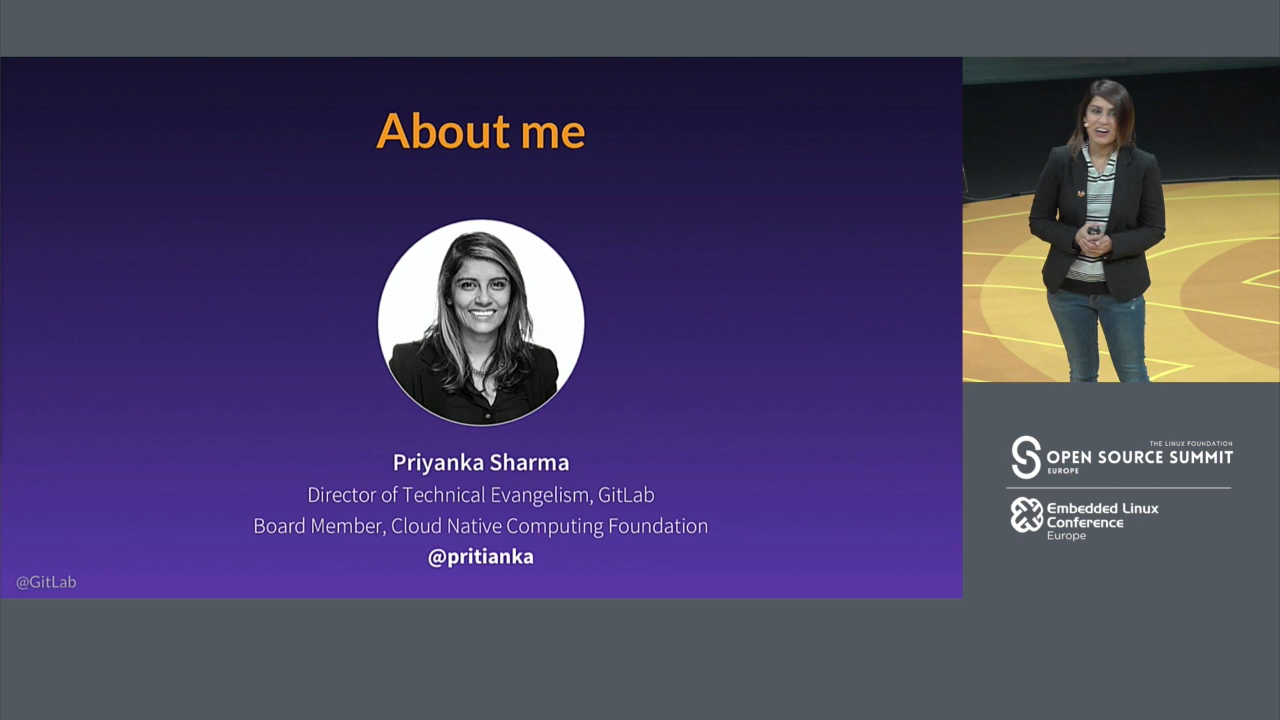 About me
Priyanka Sharma
Director of Technical Evangelism, GitLab
Board Member, Cloud Native Computing Foundation
@pritianka
@GitLab
THE LINUX FOUNDATION
OPEN SOURCE SUMMIT
EUROPE
Embedded Linux
Conference
Europe